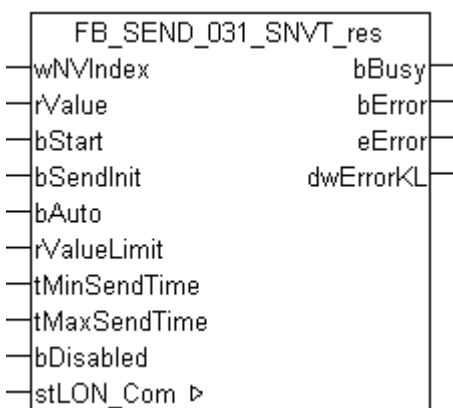 FB_SEND_031_SNVT_res
wNVIndex bBusy
rValue bError
bStart eError
bSendInit dwErrorKL
bAuto
rValueLimit
tMinSendTime
tMaxSendTime
bDisabled
stLON_Com ▷